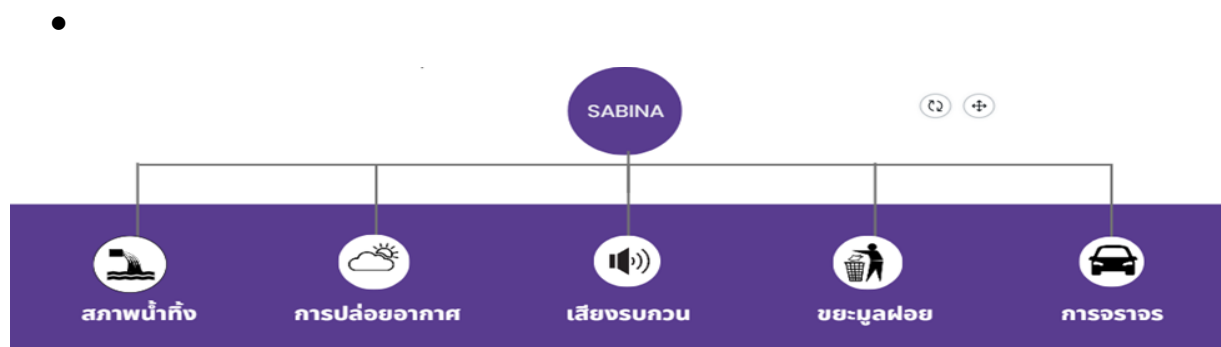 SABINA
สภาพน้ำทิ้ง
การปล่อยอากาศ
เสียงรบกวน
ขยะมูลฝอย
การจราจร